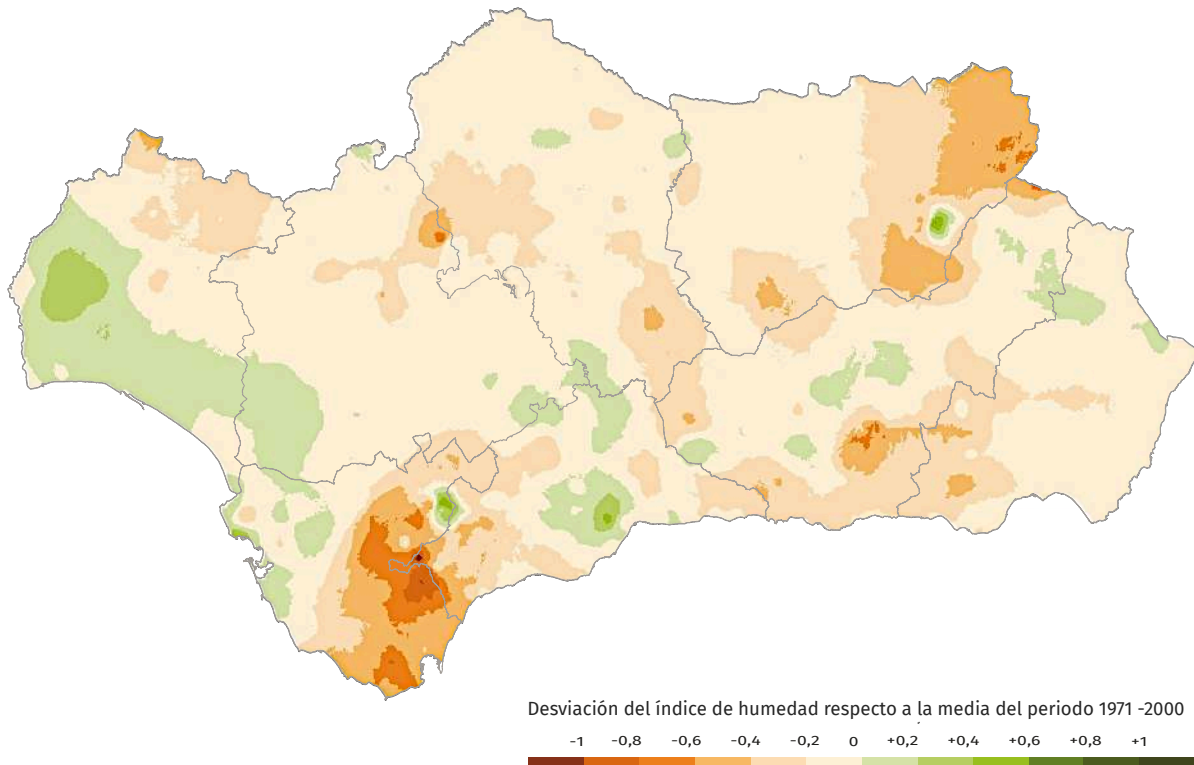 Desviación del índice de humedad respecto a la media del periodo 1971 -2000
-1 -0,8 -0,6 -0,4 -0,2 0 +0,2 +0,4 +0,6 +0,8 +1